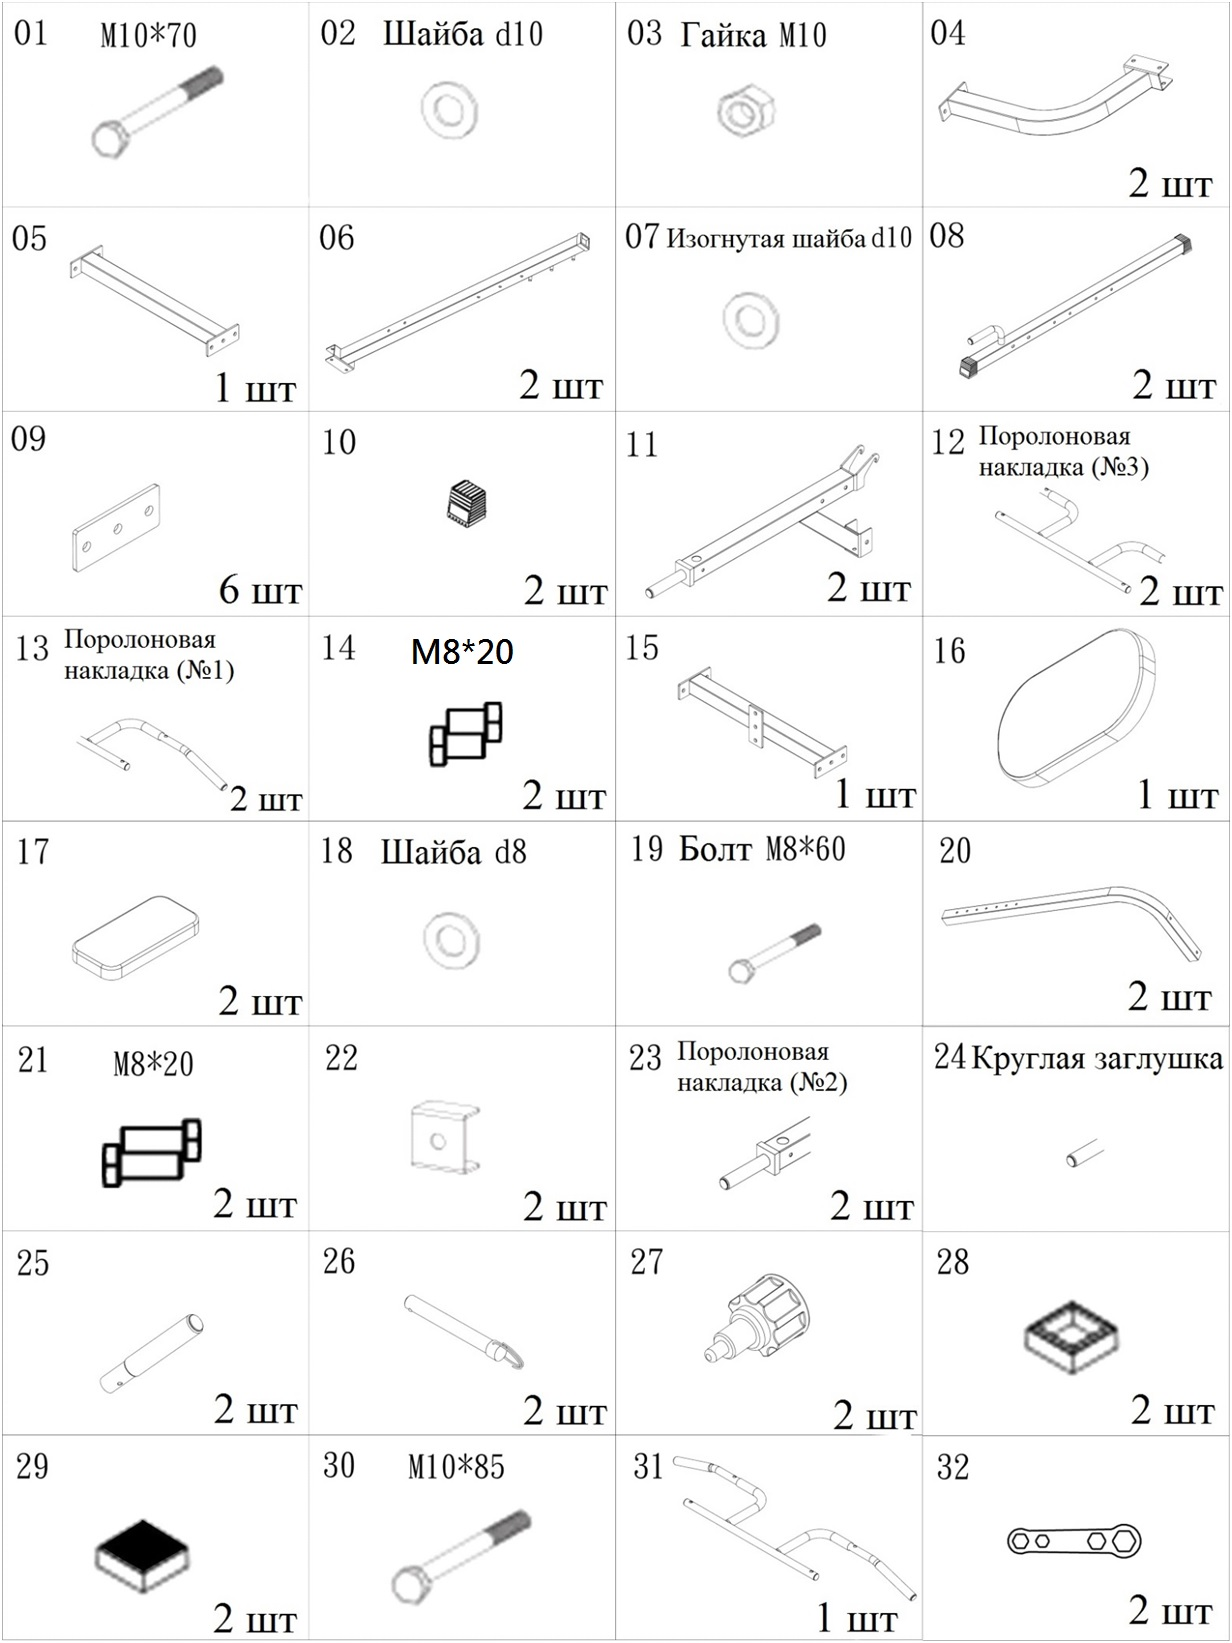 01 M10*70
02 Шайба d10
03 Гайка M10
04
2 шт
05
1 шт
06
2 шт
07 Изогнутая шайба d10
08
2 шт
09
6 шт
10
2 шт
11
2 шт
12 Поролоновая
накладка (№3)
2 шт
13 Поролоновая
накладка (№1)
2 шт
14 M8*20
2 шт
15
1 шт
16
1 шт
17
2 шт
18 Шайба d8
19 Болт M8*60
20
2 шт
21 M8*20
2 шт
22
2 шт
23 Поролоновая
накладка (№2)
2 шт
24 Круглая заглушка
25
2 шт
26
2 шт
27
2 шт
28
2 шт
29
2 шт
30 M10*85
31
1 шт
32
2 шт